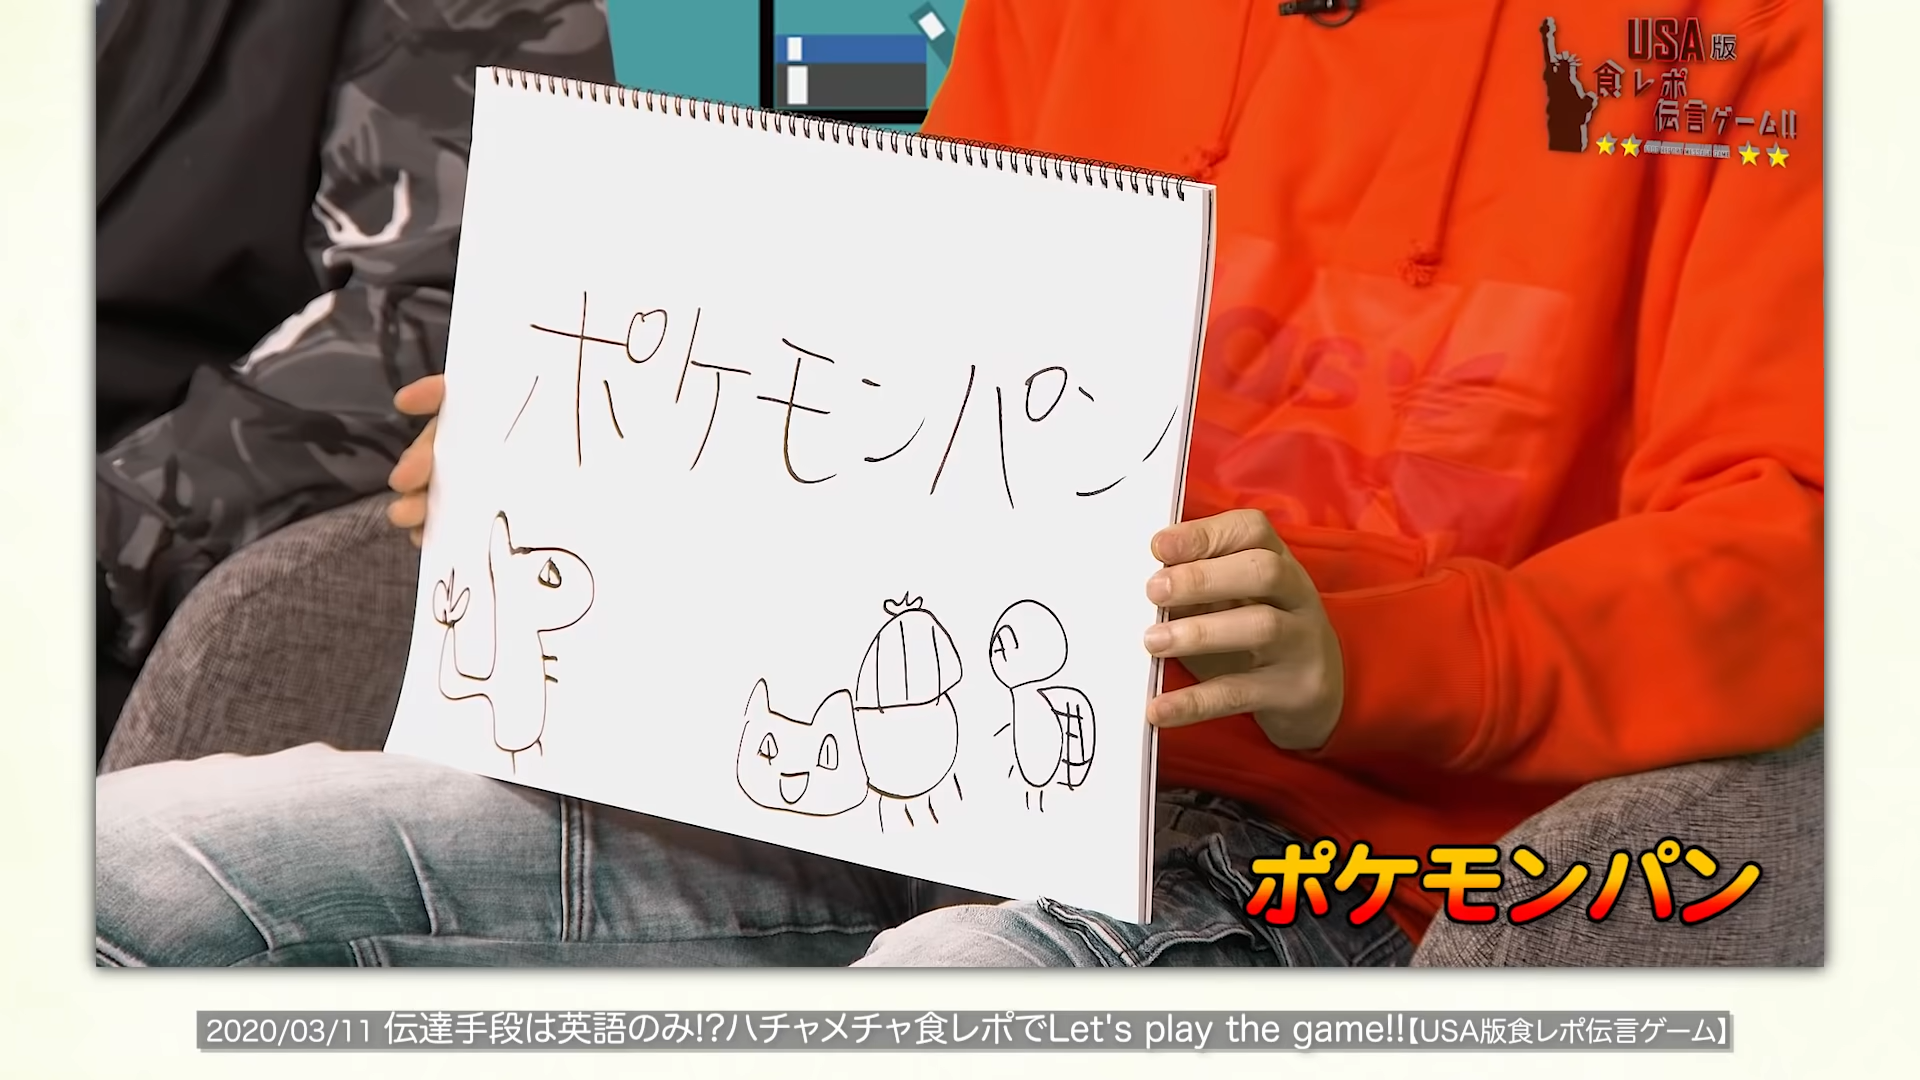 USA版
食レポ
伝言ゲーム!!
ポケモンパン
ポケモンパン
2020/03/11 伝達手段は英語のみ!?ハチャメチャ食レポでLet's play the game!!【USA版食レポ伝言ゲーム】